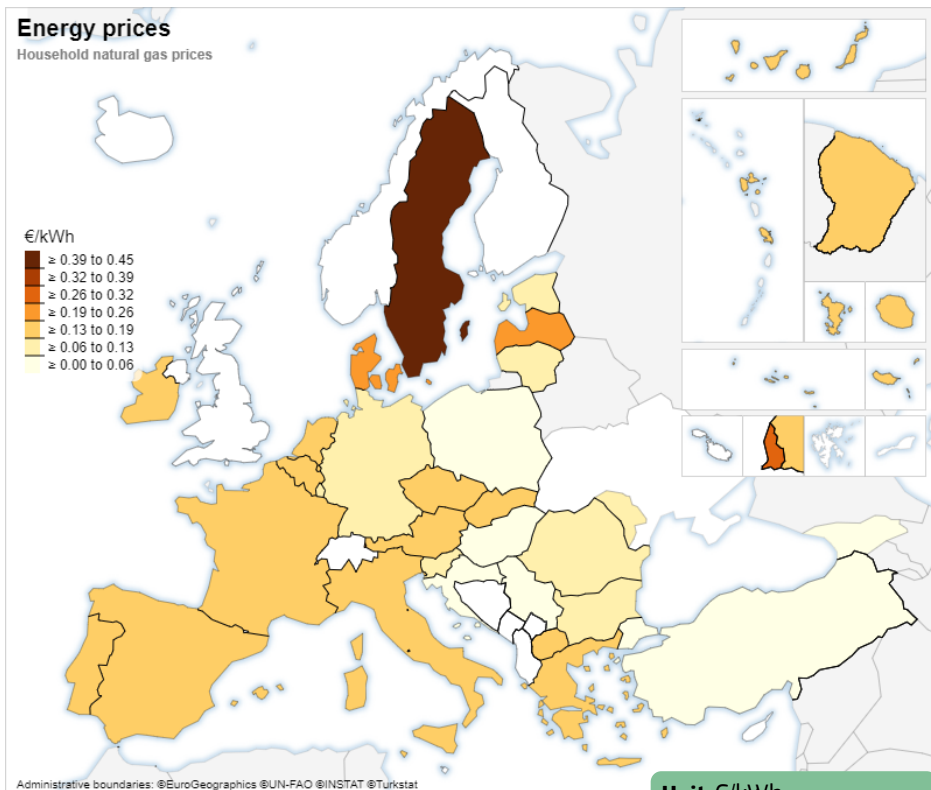 Energy prices
Household natural gas prices
€/kWh
≥ 0.39 to 0.45
≥ 0.32 to 0.39
≥ 0.26 to 0.32
≥ 0.19 to 0.26
≥ 0.13 to 0.19
≥ 0.06 to 0.13
≥ 0.00 to 0.06
Administrative boundaries: ©EuroGeographics ©UN-FAO ©INSTAT ©Turkstat
Unit: €/kWh